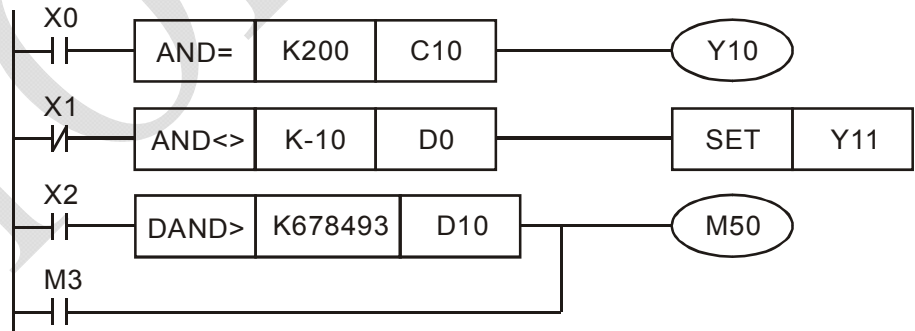 X0
AND= K200 C10 Y10
X1
AND<> K-10 D0 SET Y11
X2
DAND> K678493 D10 M50
M3